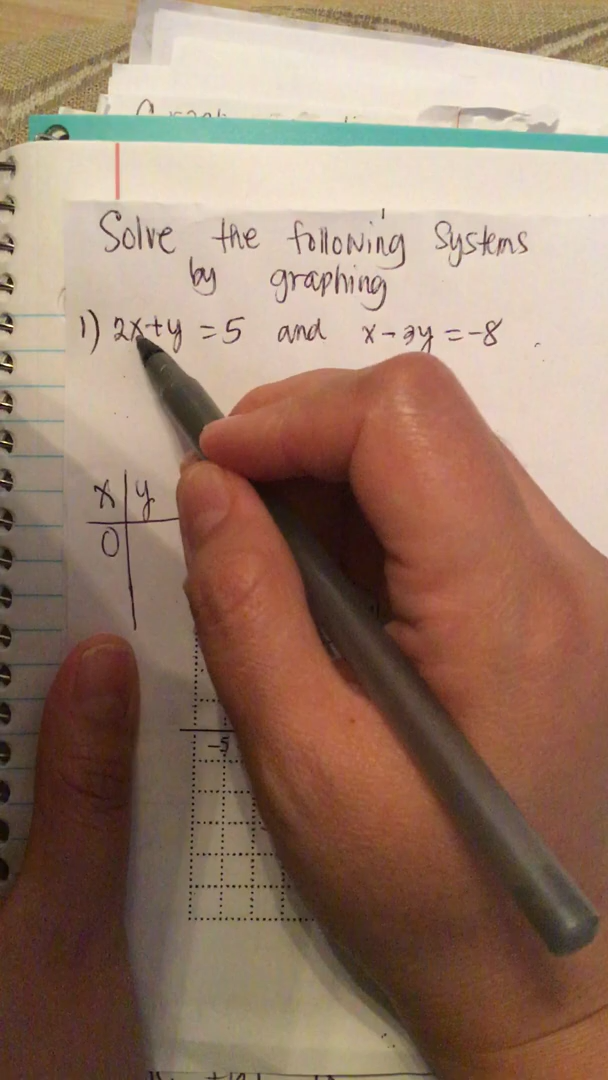 Solve the following Systems
by graphing
1) 2x+y = 5 and x-3y = -8
x y
0
-5